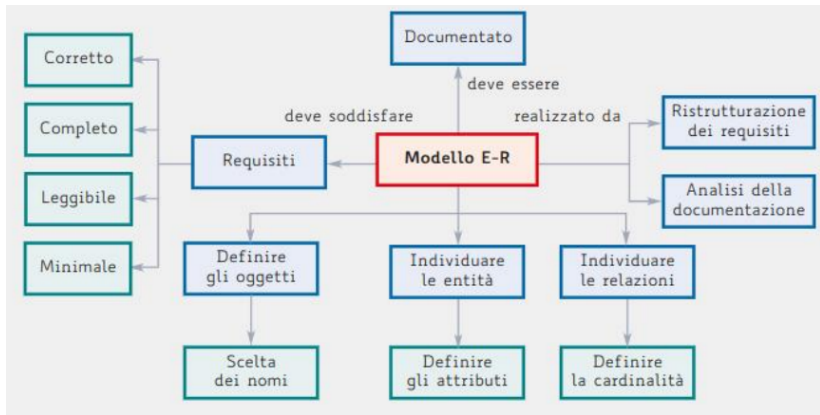 Documentato
Corretto
deve essere
deve soddisfare
realizzato da
Ristrutturazione
dei requisiti
Completo
Requisiti
Modello E-R
Leggibile
Analisi della
documentazione
Minimale
Definire
gli oggetti
Individuare
le entità
Individuare
le relazioni
Scelta
dei nomi
Definire
gli attributi
Definire
la cardinalità